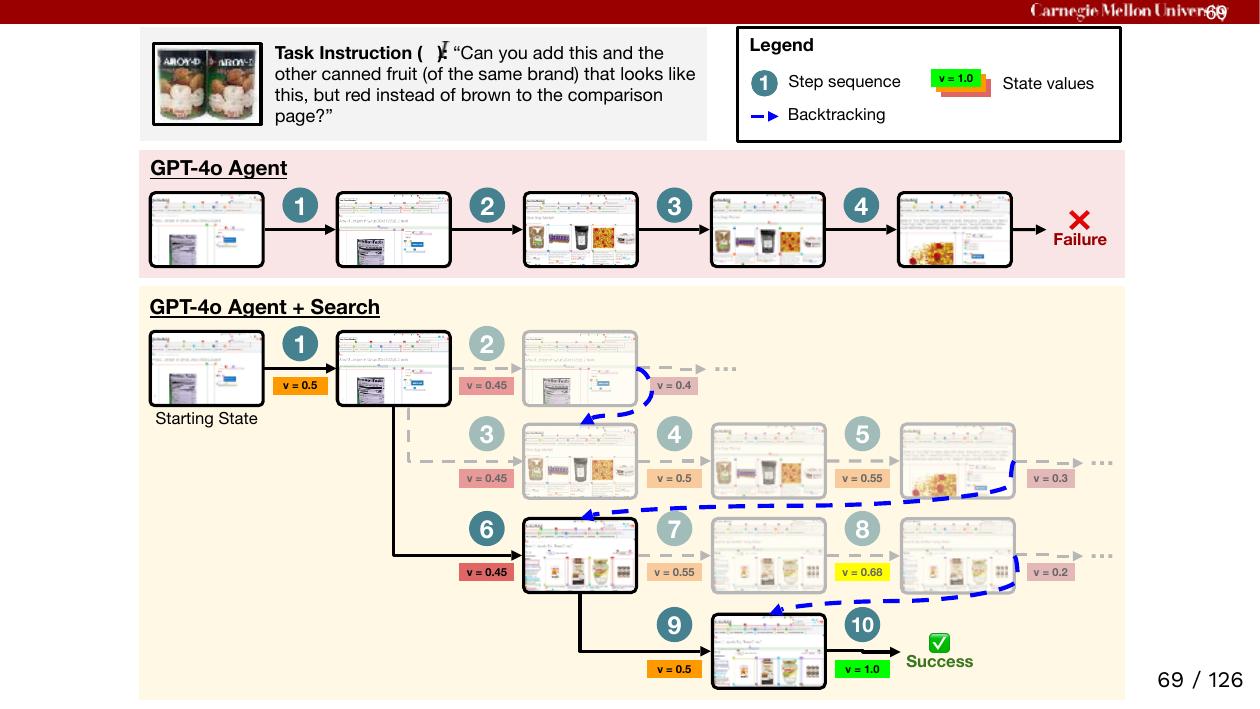 Carnegie Mellon University
69
AROY-D AROY-D
Task Instruction ( ): “Can you add this and the
other canned fruit (of the same brand) that looks like
this, but red instead of brown to the comparison
page?”
Legend
1 Step sequence
v = 1.0 State values
Backtracking
GPT-4o Agent
1 2 3 4
Failure
GPT-4o Agent + Search
1 2
v = 0.5 v = 0.45 v = 0.4 ...
Starting State
3 4 5
v = 0.45 v = 0.5 v = 0.55 v = 0.3 ...
6 7 8
v = 0.45 v = 0.55 v = 0.68 v = 0.2 ...
9 10
Success
v = 0.5 v = 1.0
69 / 126